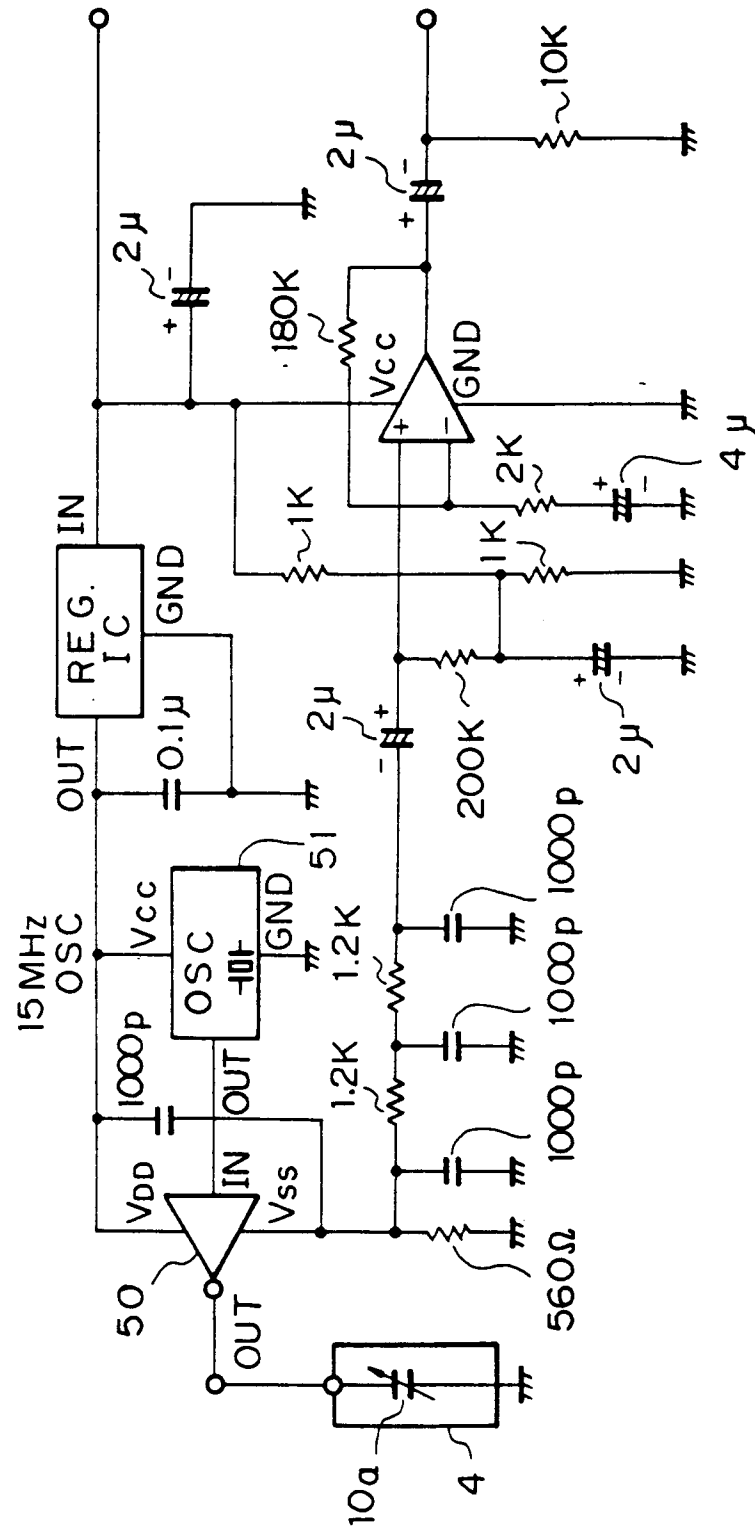 15MHz
OSC
1000p
VDD
50
OUT
IN
VSS
OUT
VCC
OSC
GND
51
OUT
0.1μ
REG.
IC
IN
GND
2μ
+
-
180K
2μ
+
-
VCC
GND
+
-
10K
1K
2K
4μ
+
-
1K
200K
2μ
+
-
2μ
-
+
1.2K
1.2K
1000p
1000p
1000p
560Ω
10a
4